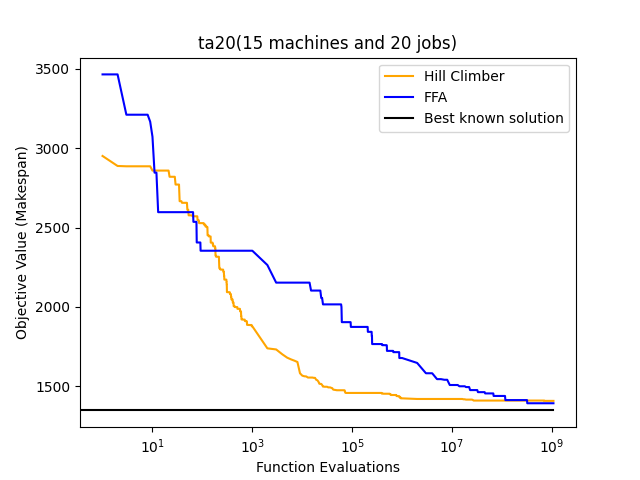 ta20(15 machines and 20 jobs)
Hill Climber
FFA
Best known solution
Objective Value (Makespan)
3500
3000
2500
2000
1500
10¹ 10³ 10⁵ 10⁷ 10⁹
Function Evaluations